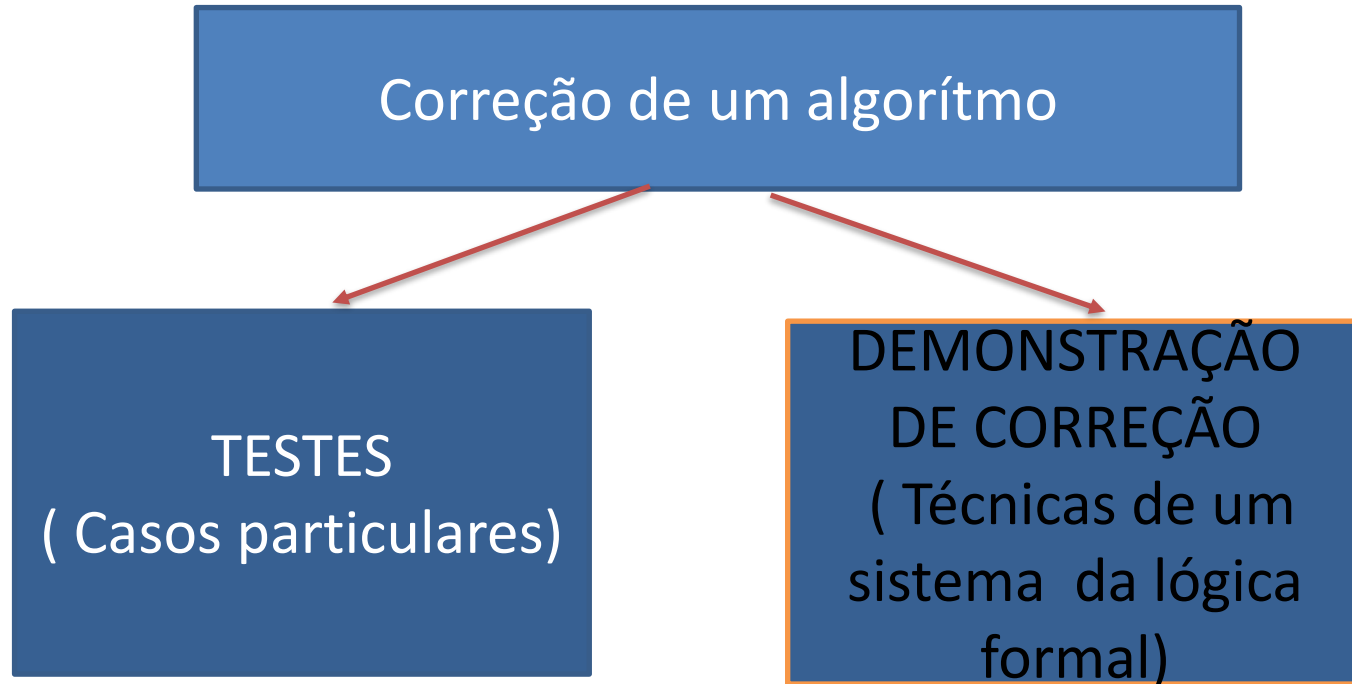 Correção de um algorítmo
TESTES
( Casos particulares)
DEMONSTRAÇÃO
DE CORREÇÃO
( Técnicas de um
sistema da lógica
formal)